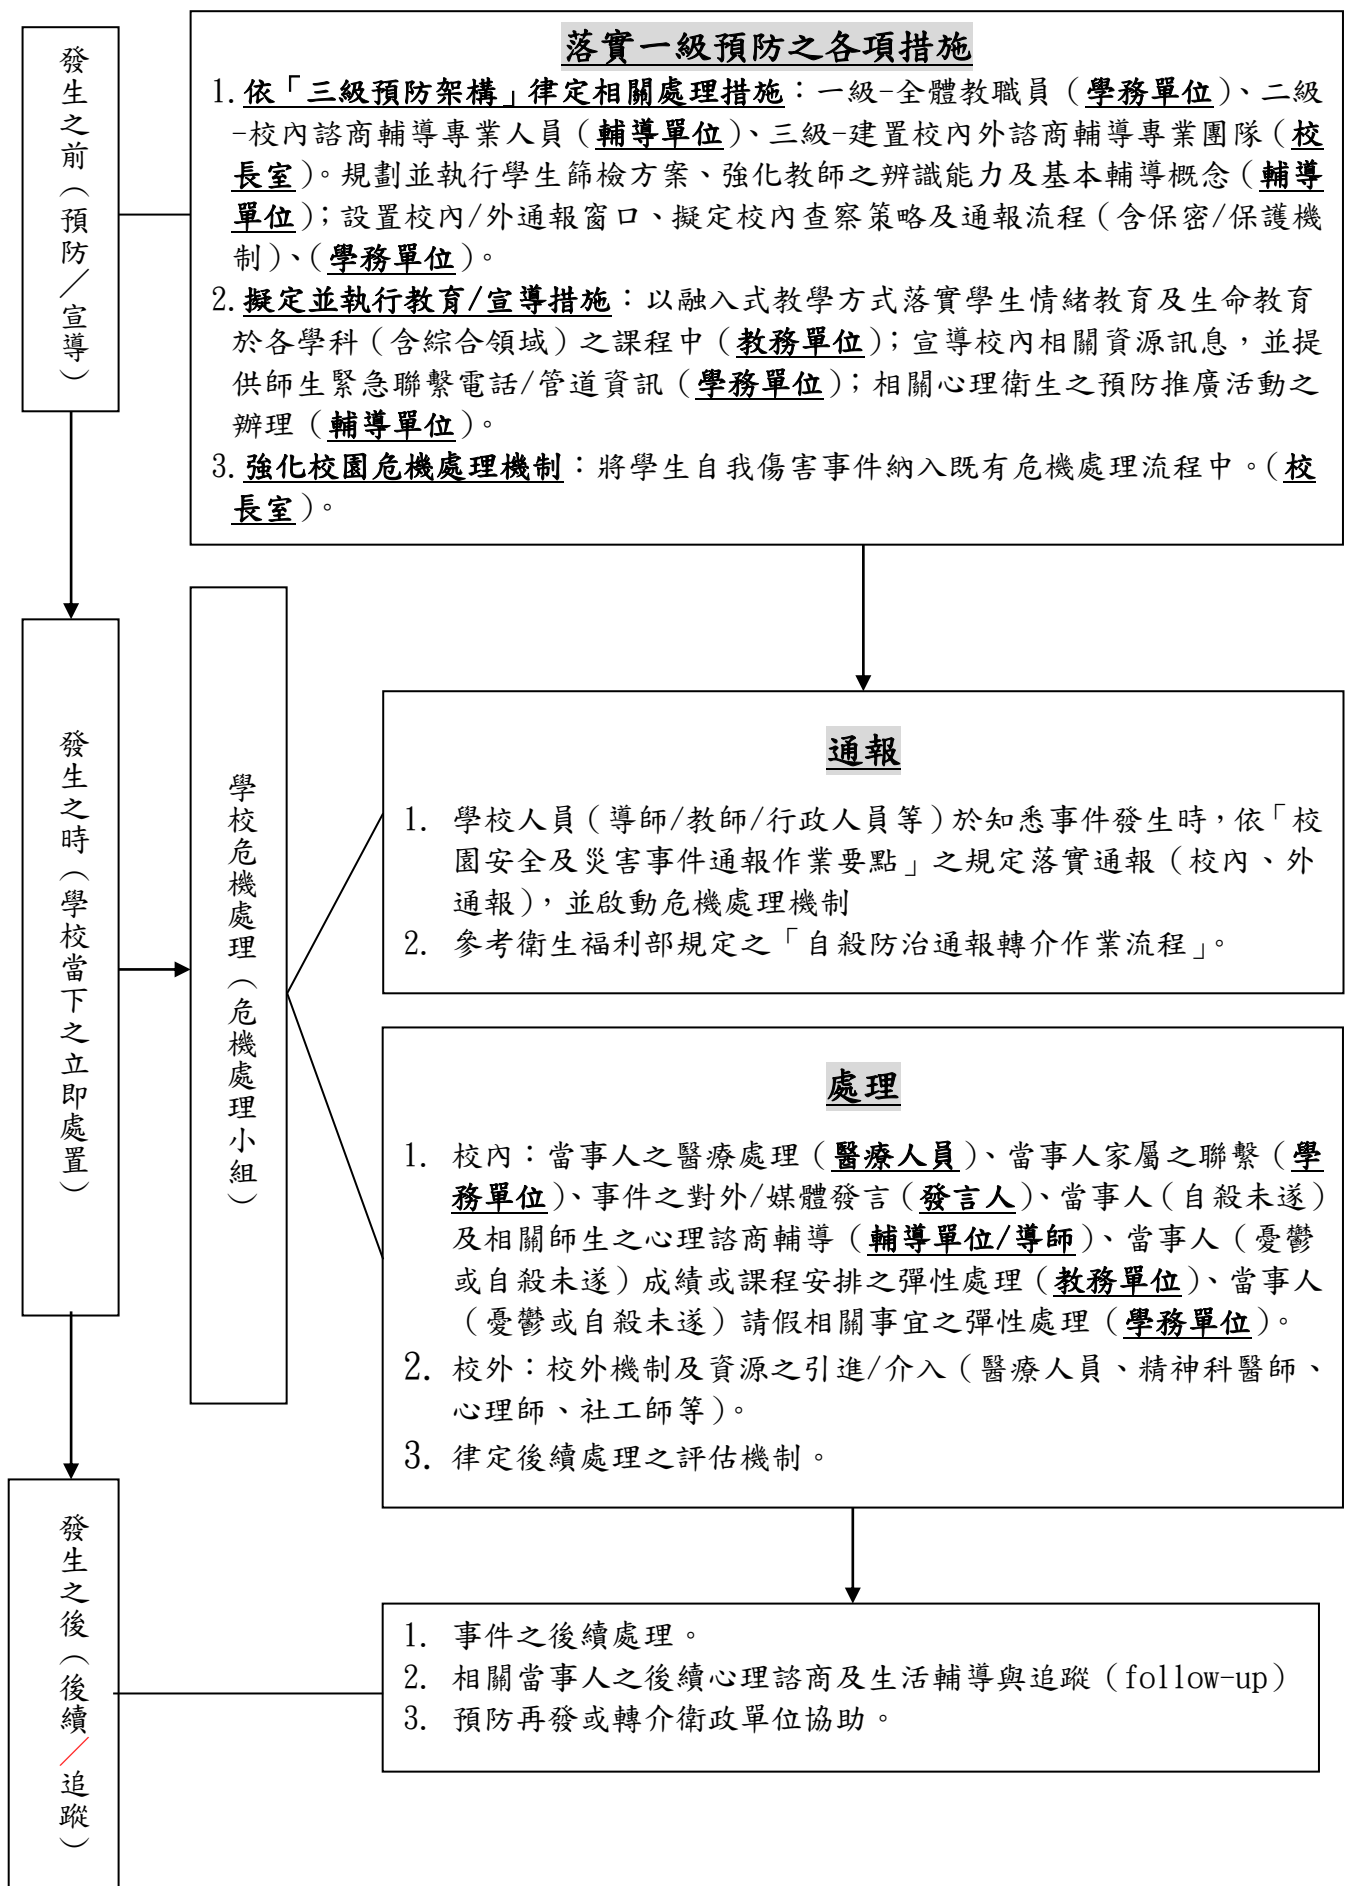 發生之前（預防／宣導）
落實一級預防之各項措施
1.依「三級預防架構」律定相關處理措施：一級-全體教職員（學務單位）、二級
-校內諮商輔導專業人員（輔導單位）、三級-建置校內外諮商輔導專業團隊（校
長室）。規劃並執行學生篩檢方案、強化教師之辨識能力及基本輔導概念（輔導
單位）；設置校內/外通報窗口、擬定校內查察策略及通報流程（含保密/保護機
制）、（學務單位）。
2.擬定並執行教育/宣導措施：以融入式教學方式落實學生情緒教育及生命教育
於各學科（含綜合領域）之課程中（教務單位）；宣導校內相關資源訊息，並提
供師生緊急聯繫電話/管道資訊（學務單位）；相關心理衛生之預防推廣活動之
辦理（輔導單位）。
3.強化校園危機處理機制：將學生自我傷害事件納入既有危機處理流程中。（校
長室）。
發生之時（學校當下之立即處置）
學校危機處理（危機處理小組）
通報
1. 學校人員（導師/教師/行政人員等）於知悉事件發生時，依「校
園安全及災害事件通報作業要點」之規定落實通報（校內、外
通報），並啟動危機處理機制
2. 參考衛生福利部規定之「自殺防治通報轉介作業流程」。
處理
1. 校內：當事人之醫療處理（醫療人員）、當事人家屬之聯繫（學
務單位）、事件之對外/媒體發言（發言人）、當事人（自殺未遂）
及相關師生之心理諮商輔導（輔導單位/導師）、當事人（憂鬱
或自殺未遂）成績或課程安排之彈性處理（教務單位）、當事人
（憂鬱或自殺未遂）請假相關事宜之彈性處理（學務單位）。
2. 校外：校外機制及資源之引進/介入（醫療人員、精神科醫師、
心理師、社工師等）。
3. 律定後續處理之評估機制。
發生之後（後續／追蹤）
1. 事件之後續處理。
2. 相關當事人之後續心理諮商及生活輔導與追蹤（follow-up）
3. 預防再發或轉介衛政單位協助。